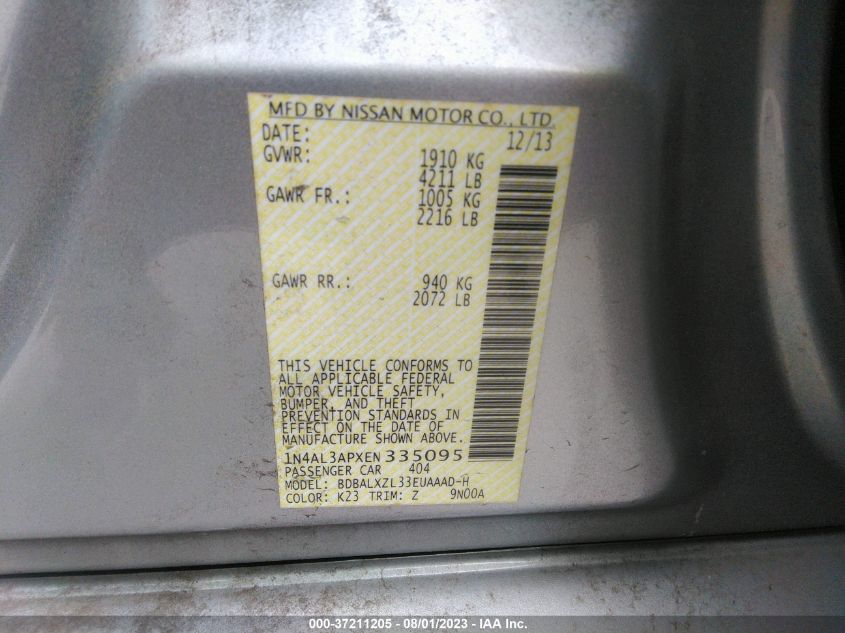 MFD BY NISSAN MOTOR CO., LTD.
DATE: 12/13
GVWR: 1910 KG
4211 LB
GAWR FR.: 1005 KG
2216 LB
GAWR RR.: 940 KG
2072 LB
THIS VEHICLE CONFORMS TO
ALL APPLICABLE FEDERAL
MOTOR VEHICLE SAFETY,
BUMPER, AND THEFT
PREVENTION STANDARDS IN
EFFECT ON THE DATE OF
MANUFACTURE SHOWN ABOVE.
1N4AL3APXEN 335095
PASSENGER CAR 404
MODEL: BDBALXZL33EUAAAD-H
COLOR: K23 TRIM: Z 9N00A
000-37211205 - 08/01/2023 - IAA Inc.